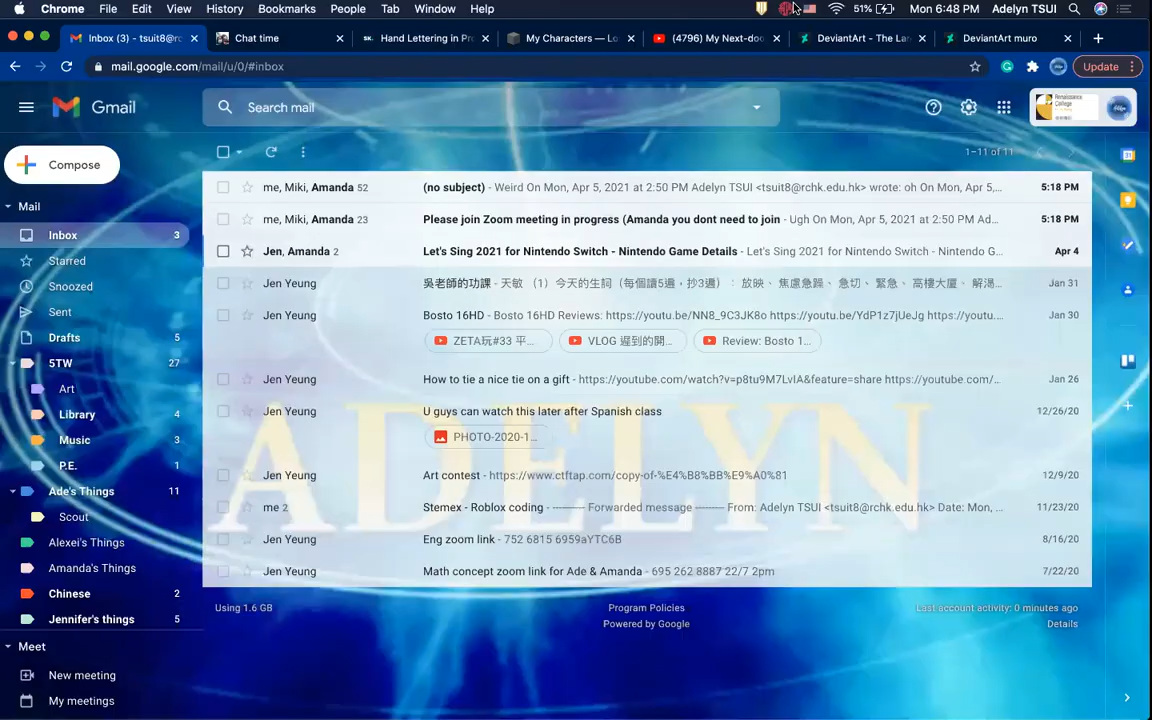 Chrome File Edit View History Bookmarks People Tab Window Help 51% Mon 6:48 PM Adelyn TSUI
Inbox (3) - tsuit8@rc Chat time Hand Lettering in Pr My Characters — Lo (4796) My Next-doo DeviantArt - The Lar DeviantArt muro
mail.google.com/mail/u/0/#inbox Update
Gmail Search mail Renaissance College
Compose 1–11 of 11
Mail
Inbox 3
Starred
Snoozed
Sent
Drafts 5
5TW 27
Art
Library 4
Music 3
P.E. 1
Ade's Things 11
Scout
Alexei's Things
Amanda's Things
Chinese 2
Jennifer's things 5
Meet
New meeting
My meetings
me, Miki, Amanda 52 (no subject) - Weird On Mon, Apr 5, 2021 at 2:50 PM Adelyn TSUI <tsuit8@rchk.edu.hk> wrote: oh On Mon, Apr 5,... 5:18 PM
me, Miki, Amanda 23 Please join Zoom meeting in progress (Amanda you dont need to join - Ugh On Mon, Apr 5, 2021 at 2:50 PM Ad... 5:18 PM
Jen, Amanda 2 Let's Sing 2021 for Nintendo Switch - Nintendo Game Details - Let's Sing 2021 for Nintendo Switch - Nintendo G... Apr 4
Jen Yeung 吳老師的功課 - 天敏 （1）今天的生詞（每個讀5遍，抄3遍）： 放映、 焦慮急躁、 急切、 緊急、 高樓大廈、 解渴... Jan 31
Jen Yeung Bosto 16HD - Bosto 16HD Reviews: https://youtu.be/NN8_9C3JK8o https://youtu.be/YdP1z7jUeJg https://youtu.... Jan 30
ZETA玩#33 平... VLOG 遲到的開... Review: Bosto 1...
Jen Yeung How to tie a nice tie on a gift - https://youtube.com/watch?v=p8tu9M7LvIA&feature=share https://youtube.com/... Jan 26
Jen Yeung U guys can watch this later after Spanish class 12/26/20
PHOTO-2020-1...
Jen Yeung Art contest - https://www.ctftap.com/copy-of-%E4%B8%BB%E9%A0%81 12/9/20
me 2 Stemex - Roblox coding - ---------- Forwarded message --------- From: Adelyn TSUI <tsuit8@rchk.edu.hk> Date: Mon, ... 11/23/20
Jen Yeung Eng zoom link - 752 6815 6959aYTC6B 8/16/20
Jen Yeung Math concept zoom link for Ade & Amanda - 695 262 8887 22/7 2pm 7/22/20
ADELYN
Using 1.6 GB Program Policies Last account activity: 0 minutes ago
Powered by Google Details